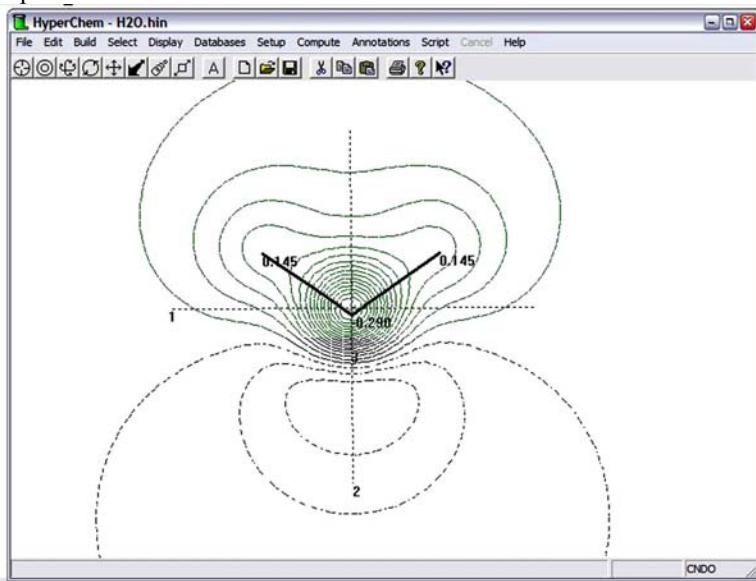 HyperChem - H2O.hin
File Edit Build Select Display Databases Setup Compute Annotations Script Cancel Help
A
0.145 0.145
1
-0.290
3
2
CNDO